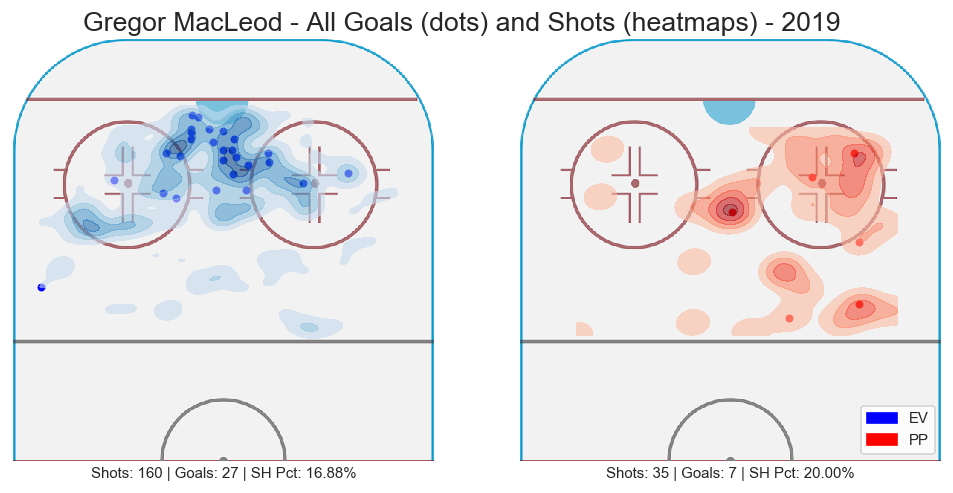 Gregor MacLeod - All Goals (dots) and Shots (heatmaps) - 2019
EV
PP
Shots: 160 | Goals: 27 | SH Pct: 16.88%
Shots: 35 | Goals: 7 | SH Pct: 20.00%